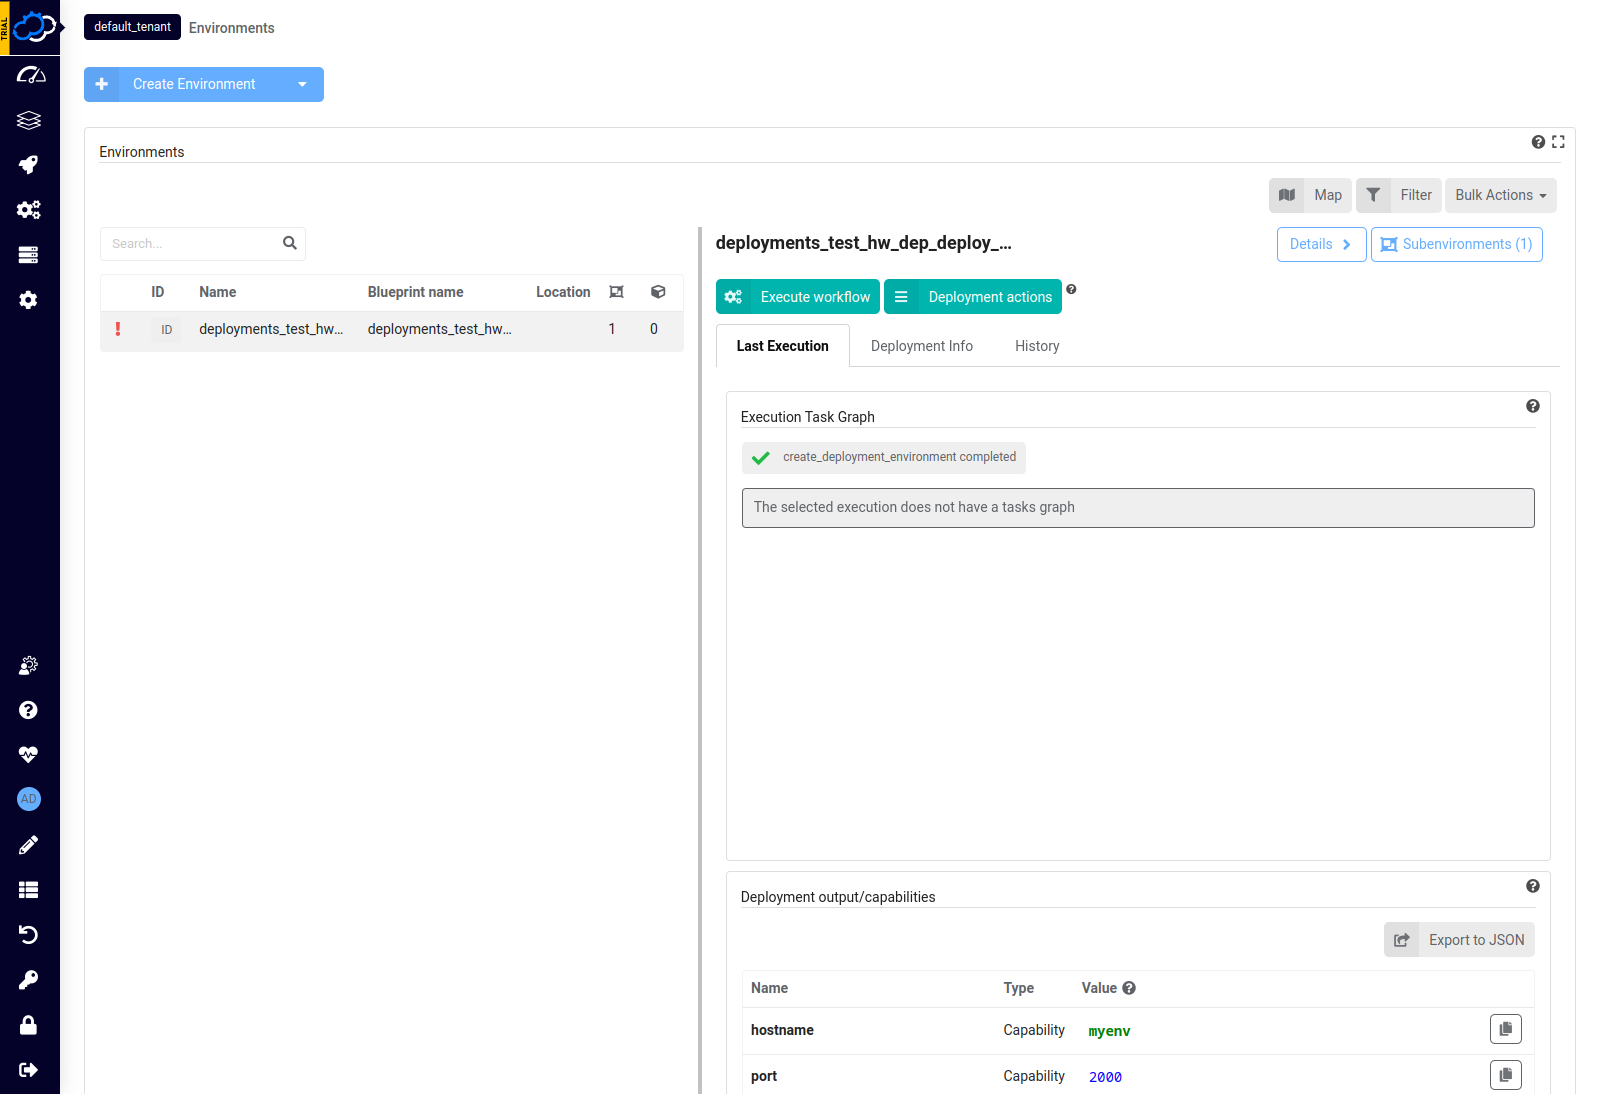 TRIAL
default_tenant Environments
Create Environment
Environments
Map Filter Bulk Actions
Search...
deployments_test_hw_dep_deploy_...
Details Subenvironments (1)
ID Name Blueprint name Location
ID deployments_test_hw... deployments_test_hw... 1 0
Execute workflow Deployment actions
Last Execution Deployment Info History
Execution Task Graph
create_deployment_environment completed
The selected execution does not have a tasks graph
Deployment output/capabilities
Export to JSON
Name Type Value
hostname Capability myenv
port Capability 2000
AD